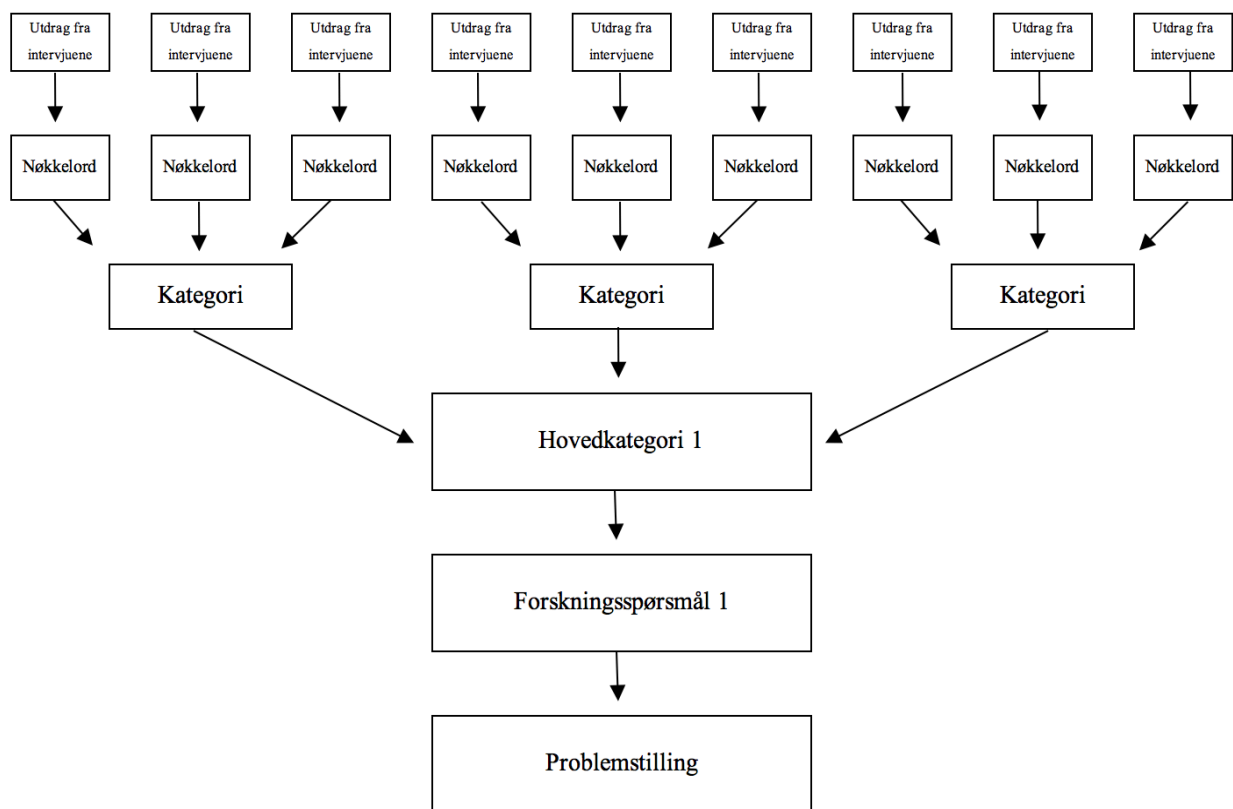 Utdrag fra
intervjuene
Utdrag fra
intervjuene
Utdrag fra
intervjuene
Utdrag fra
intervjuene
Utdrag fra
intervjuene
Utdrag fra
intervjuene
Utdrag fra
intervjuene
Utdrag fra
intervjuene
Utdrag fra
intervjuene
Nøkkelord
Nøkkelord
Nøkkelord
Nøkkelord
Nøkkelord
Nøkkelord
Nøkkelord
Nøkkelord
Nøkkelord
Kategori
Kategori
Kategori
Hovedkategori 1
Forskningsspørsmål 1
Problemstilling